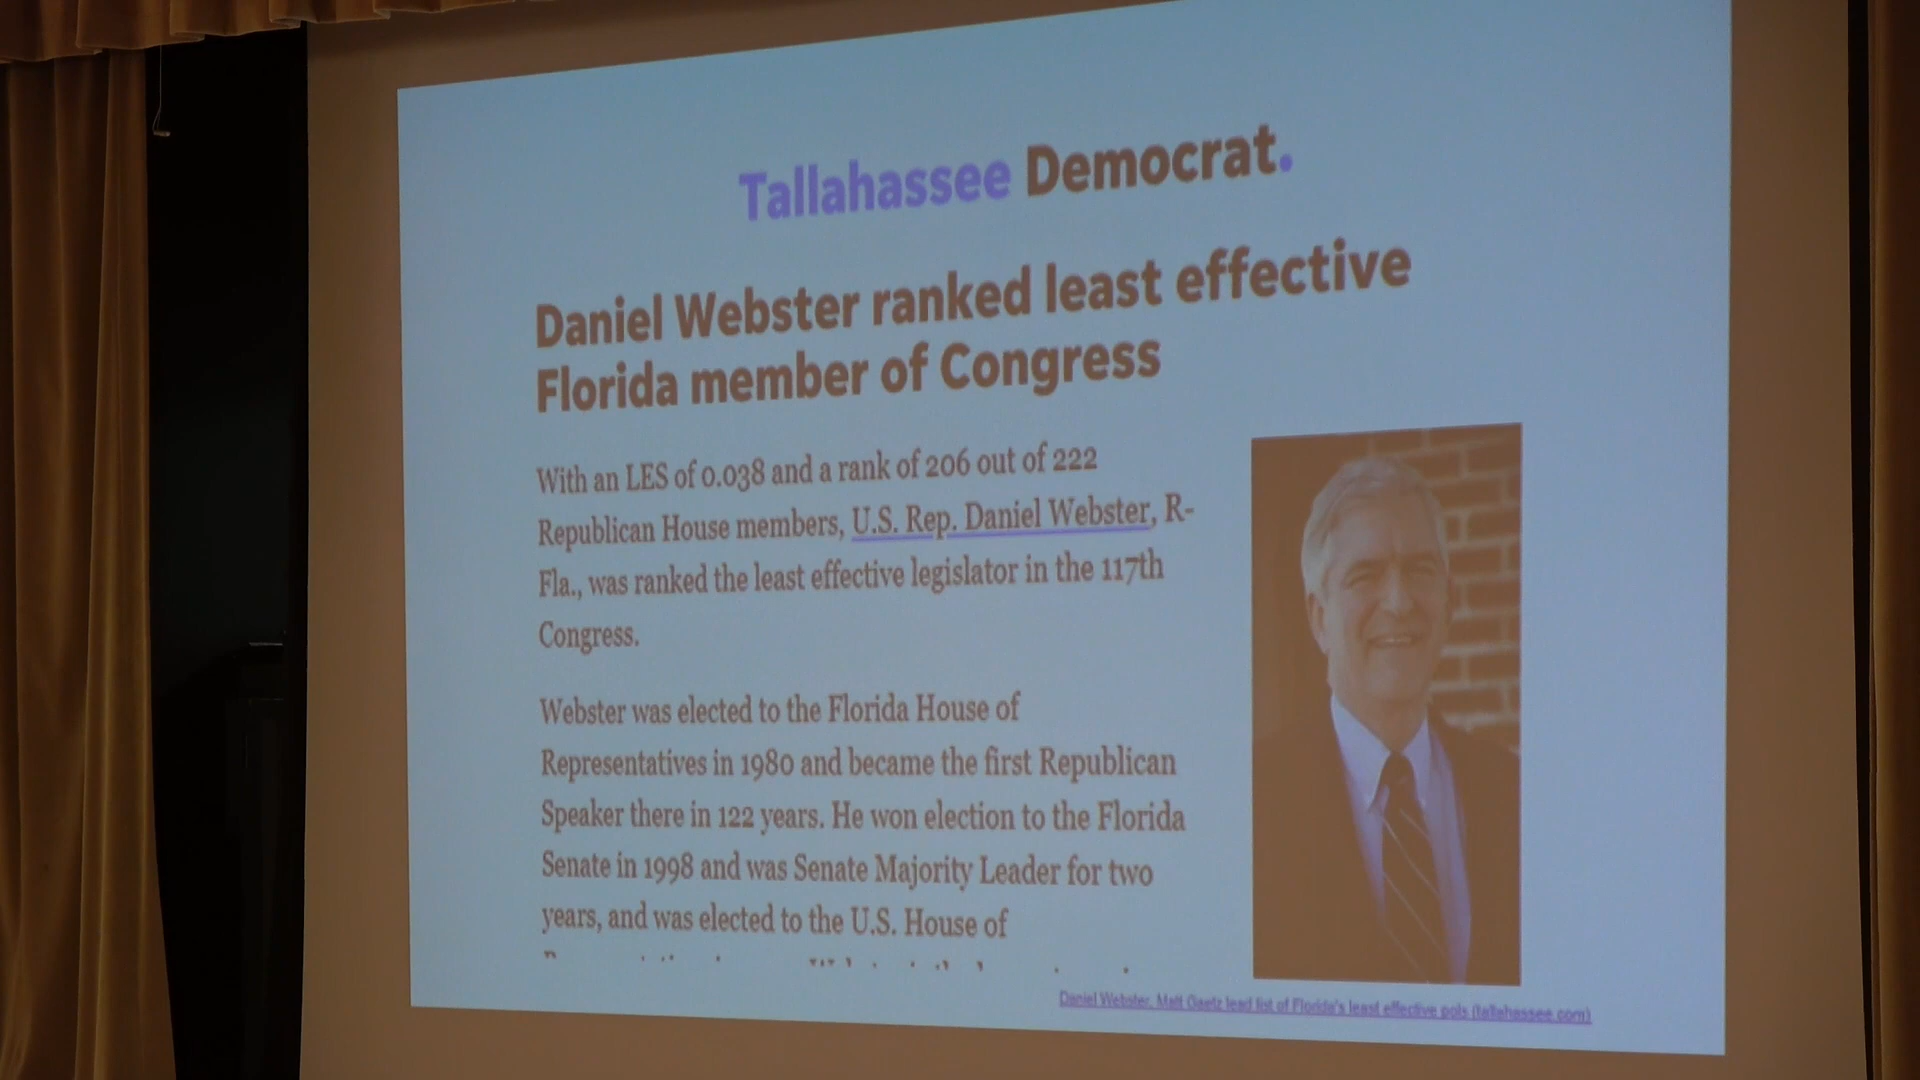 Tallahassee Democrat.
Daniel Webster ranked least effective
Florida member of Congress
With an LES of 0.038 and a rank of 206 out of 222
Republican House members, U.S. Rep. Daniel Webster, R-
Fla., was ranked the least effective legislator in the 117th
Congress.
Webster was elected to the Florida House of
Representatives in 1980 and became the first Republican
Speaker there in 122 years. He won election to the Florida
Senate in 1998 and was Senate Majority Leader for two
years, and was elected to the U.S. House of
Daniel Webster, Matt Gaetz lead list of Florida's least effective pols (tallahassee.com)